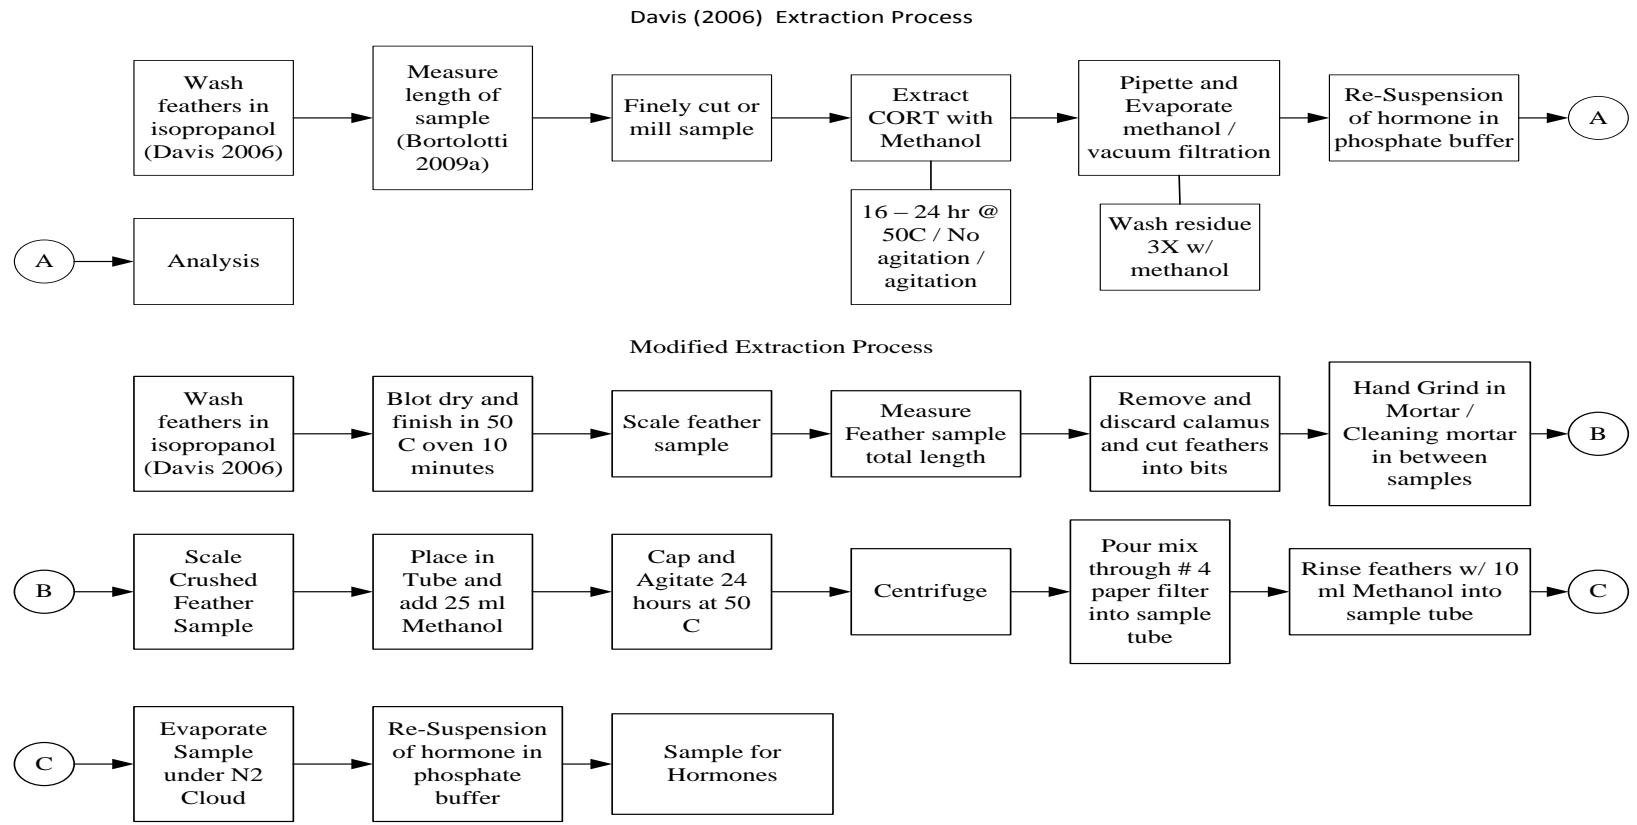 Davis (2006)  Extraction Process
Wash
feathers in
isopropanol
(Davis 2006)
Measure
length of
sample
(Bortolotti
2009a)
Finely cut or
mill sample
Extract
CORT with
Methanol
Pipette and
Evaporate
methanol /
vacuum filtration
Re-Suspension
of hormone in
phosphate buffer
A
16 – 24 hr @
50C / No
agitation /
agitation
Wash residue
3X w/
methanol
A
Analysis
Modified Extraction Process
Wash
feathers in
isopropanol
(Davis 2006)
Blot dry and
finish in 50
C oven 10
minutes
Scale feather
sample
Measure
Feather sample
total length
Remove and
discard calamus
and cut feathers
into bits
Hand Grind in
Mortar /
Cleaning mortar
in between
samples
B
B
Scale
Crushed
Feather
Sample
Place in
Tube and
add 25 ml
Methanol
Cap and
Agitate 24
hours at 50
C
Centrifuge
Pour mix
through # 4
paper filter
into sample
tube
Rinse feathers w/ 10
ml Methanol into
sample tube
C
C
Evaporate
Sample
under N2
Cloud
Re-Suspension
of hormone in
phosphate
buffer
Sample for
Hormones